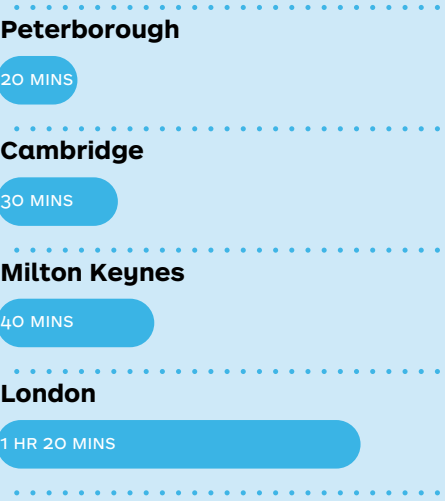 Peterborough
20 MINS
Cambridge
30 MINS
Milton Keynes
40 MINS
London
1 HR 20 MINS